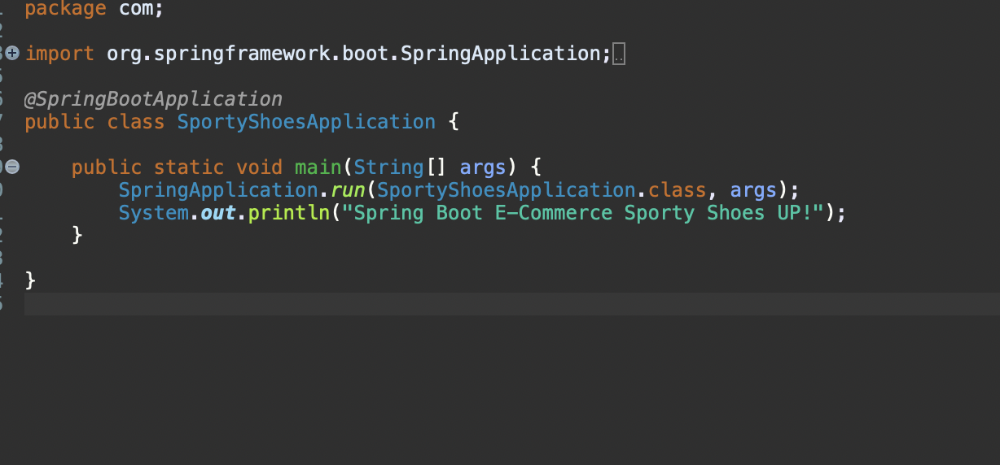 package com;
import org.springframework.boot.SpringApplication;
@SpringBootApplication
public class SportyShoesApplication {
public static void main(String[] args) {
SpringApplication.run(SportyShoesApplication.class, args);
System.out.println("Spring Boot E-Commerce Sporty Shoes UP!");
}
}